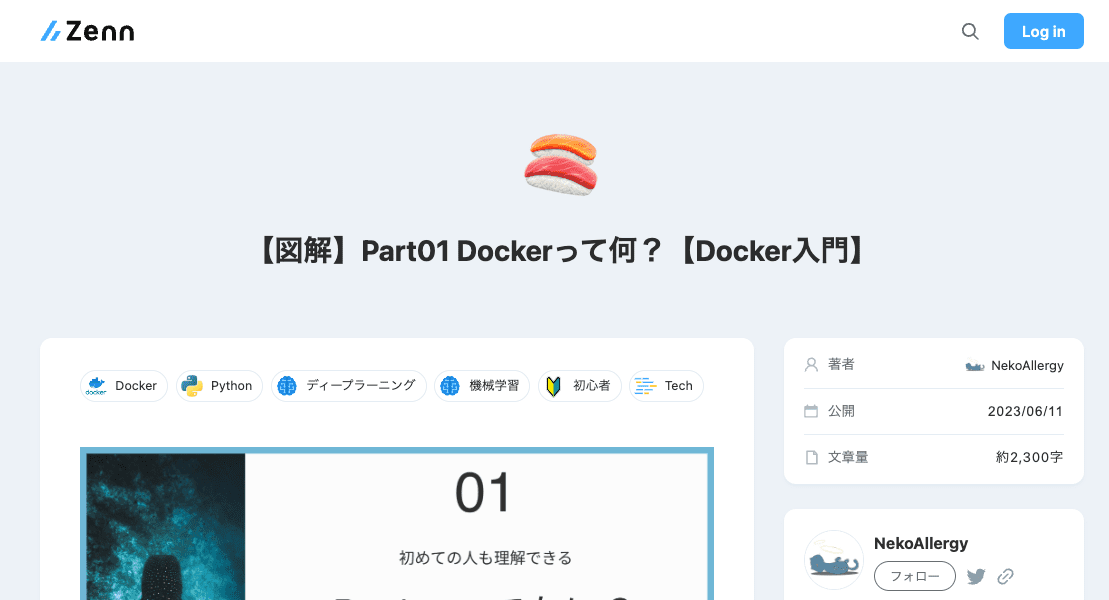 Zenn
Log in
【図解】Part01 Dockerって何？【Docker入門】
Docker
Python
ディープラーニング
機械学習
初心者
Tech
01
初めての人も理解できる
著者
NekoAllergy
公開
2023/06/11
文章量
約2,300字
NekoAllergy
フォロー